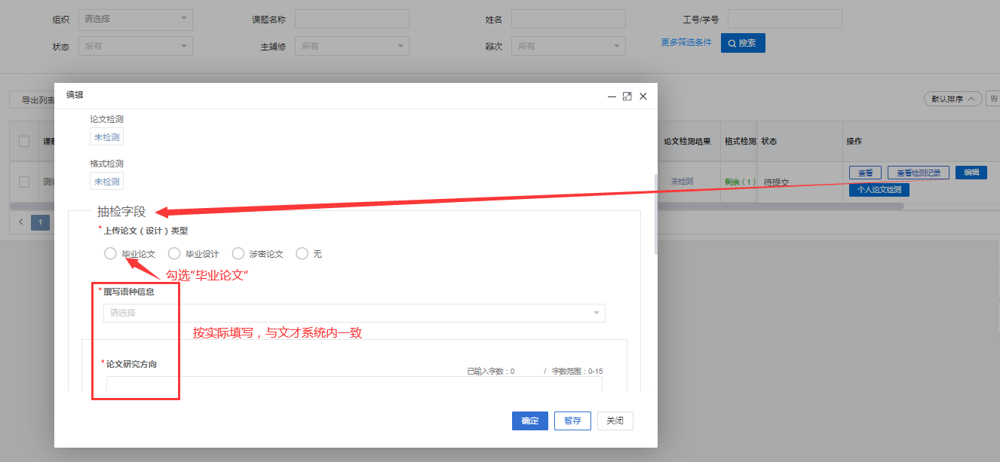 组织 请选择 课题名称 姓名 工号/学号
状态 所有 主辅修 所有 辩次 所有 更多筛选条件 搜索
导出列表 默认排序
论文检测结果 格式检测 状态 操作
未检测 剩余(1) 待提交 查看 查看检测记录 编辑
个人论文检测
1
编辑
论文检测
未检测
格式检测
未检测
抽检字段
*上传论文(设计)类型
毕业论文 毕业设计 涉密论文 无
勾选"毕业论文"
*撰写语种信息
请选择
按实际填写，与文才系统内一致
*论文研究方向
已输入字数：0 / 字数范围：0-15
确定 暂存 关闭